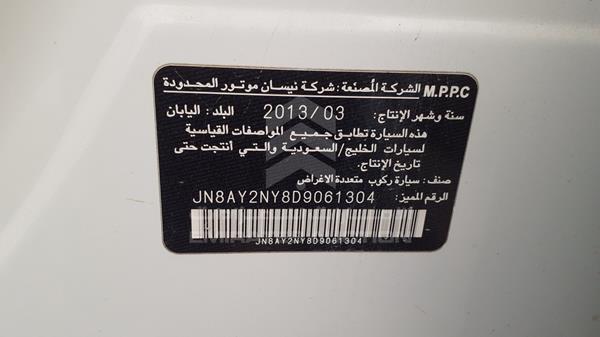 M.P.P.C الشركة المصنعة: شركة نيسان موتور المحدودة
سنة وشهر الإنتاج: 2013/03 البلد: اليابان
هذه السيارة تطابق جميع المواصفات القياسية
لسيارات الخليج/السعودية والتي أنتجت حتى
تاريخ الإنتاج.
صنف: سيارة ركوب متعددة الاغراض
الرقم المميز: JN8AY2NY8D9061304
JN8AY2NY8D9061304